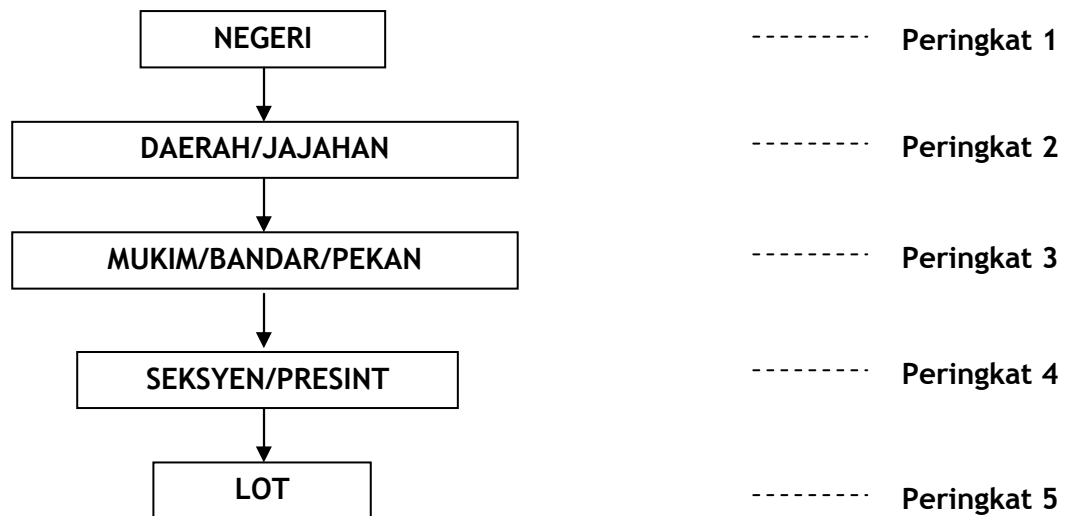 NEGERI -------- Peringkat 1
DAERAH/JAJAHAN -------- Peringkat 2
MUKIM/BANDAR/PEKAN -------- Peringkat 3
SEKSYEN/PRESINT -------- Peringkat 4
LOT -------- Peringkat 5